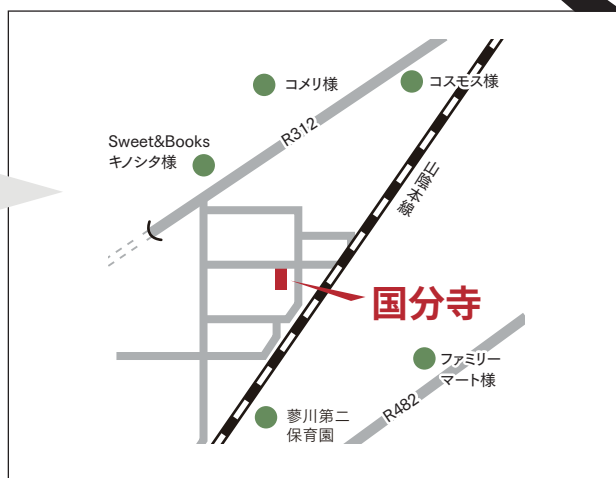 コメリ様
コスモス様
R312
Sweet&Books
キノシタ様
山陰本線
国分寺
ファミリー
マート様
R482
蓼川第二
保育園